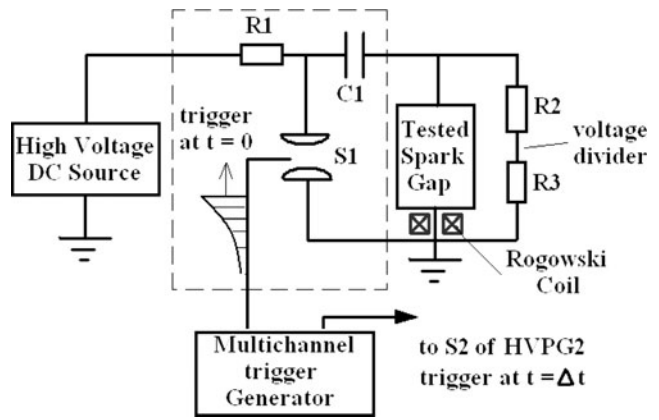 R1
C1
R2
trigger
at t = 0
S1
Tested
Spark
Gap
voltage
divider
High Voltage
DC Source
R3
Rogowski
Coil
Multichannel
trigger
Generator
to S2 of HVPG2
trigger at t = Δt